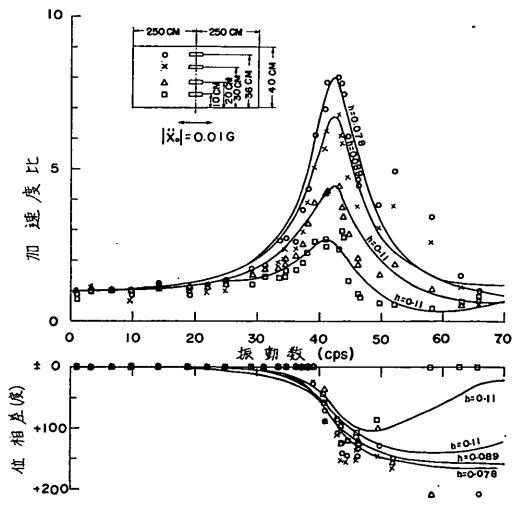 250 CM 250 CM
10 CM
20 CM
30 CM
36 CM
40 CM
|Ẍ₀|=0.01G
加速度比
10
5
0
h=0.078
h=0.089
h=0.11
h=0.11
0 10 20 30 40 50 60 70
振動数 (cps)
位相差(度)
± 0
+100
+200
h=0.11
h=0.11
h=0.089
h=0.078